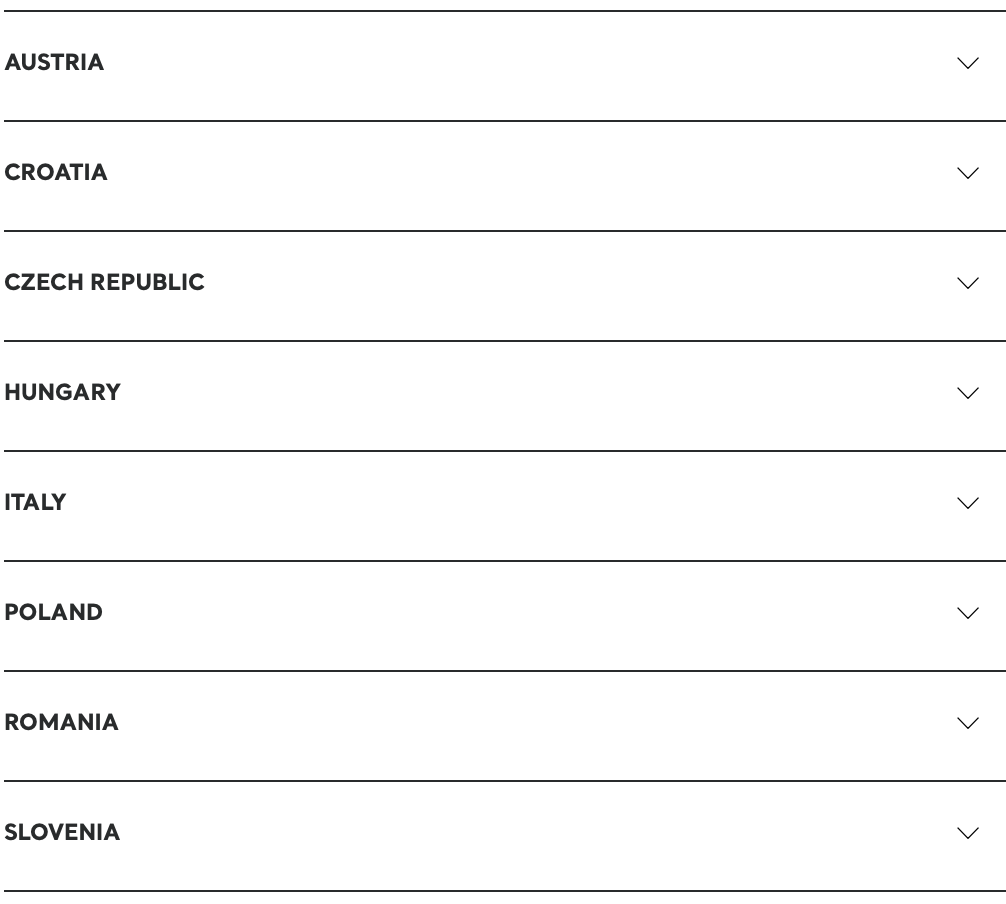 AUSTRIA
CROATIA
CZECH REPUBLIC
HUNGARY
ITALY
POLAND
ROMANIA
SLOVENIA